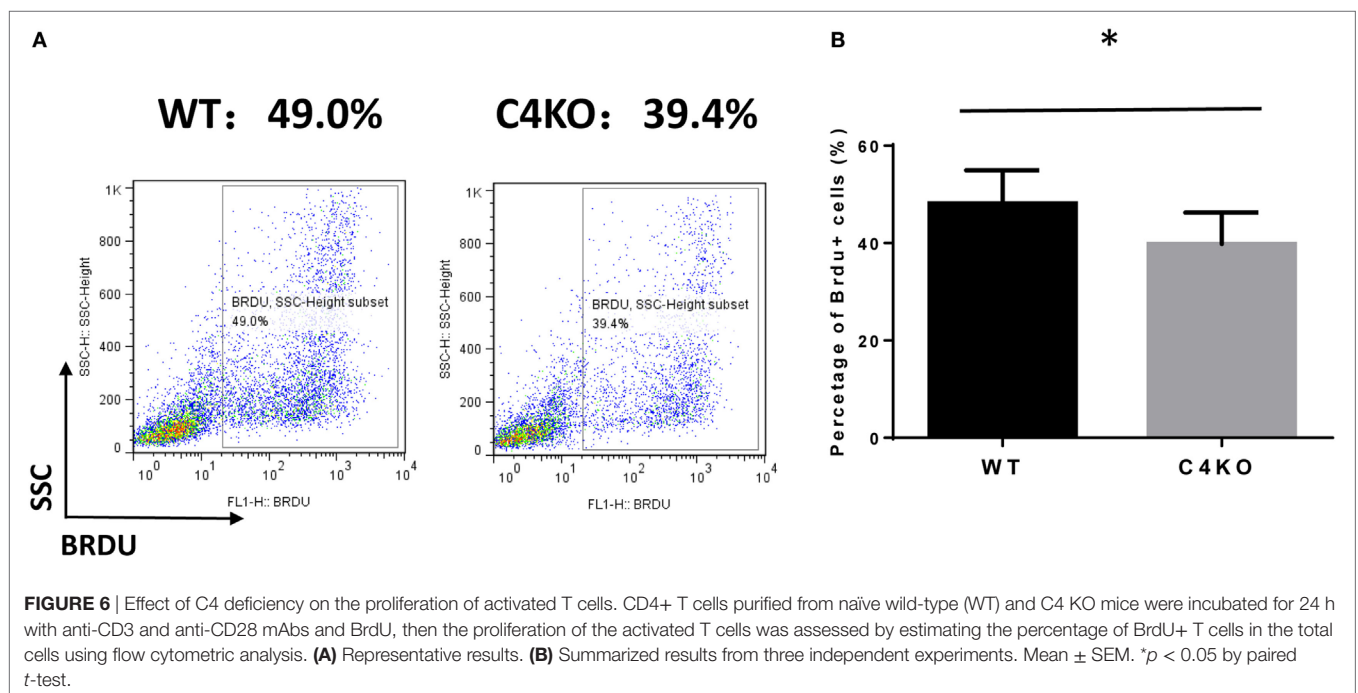 A
WT: 49.0%
C4KO: 39.4%
1K
800
600
400
200
0
SSC-H:: SSC-Height
BRDU, SSC-Height subset
49.0%
10^0
10^1
10^2
10^3
10^4
FL1-H:: BRDU
1K
800
600
400
200
0
SSC-H:: SSC-Height
BRDU, SSC-Height subset
39.4%
10^0
10^1
10^2
10^3
10^4
FL1-H:: BRDU
SSC
BRDU
B
*
Percentage of Brdu+ cells (%)
60
40
20
0
WT
C4KO
FIGURE 6 | Effect of C4 deficiency on the proliferation of activated T cells. CD4+ T cells purified from naïve wild-type (WT) and C4 KO mice were incubated for 24 h
with anti-CD3 and anti-CD28 mAbs and BrdU, then the proliferation of the activated T cells was assessed by estimating the percentage of BrdU+ T cells in the total
cells using flow cytometric analysis. (A) Representative results. (B) Summarized results from three independent experiments. Mean ± SEM. *p < 0.05 by paired
t-test.